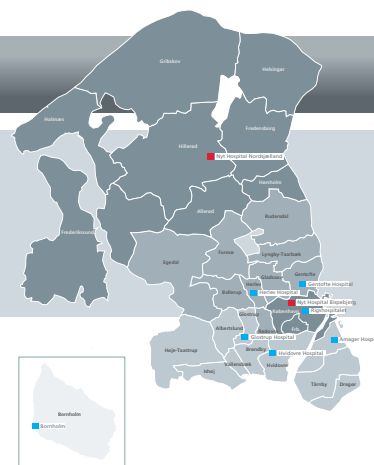 Gribskov
Helsingør
Halsnæs
Fredensborg
Hillerød
Nyt Hospital Nordsjælland
Hørsholm
Allerød
Rudersdal
Frederikssund
Furesø
Egedal
Lyngby-Taarbæk
Gladsaxe
Gentofte
Gentofte Hospital
Herlev
Herlev Hospital
Ballerup
Nyt Hospital Bispebjerg
København
Rigshospitalet
Glostrup
Albertslund
Frb.
Rødovre
Glostrup Hospital
Amager Hospi
Høje-Taastrup
Brøndby
Hvidovre Hospital
Vallensbæk
Hvidovre
Ishøj
Tårnby
Dragør
Bornholm
Bornholm